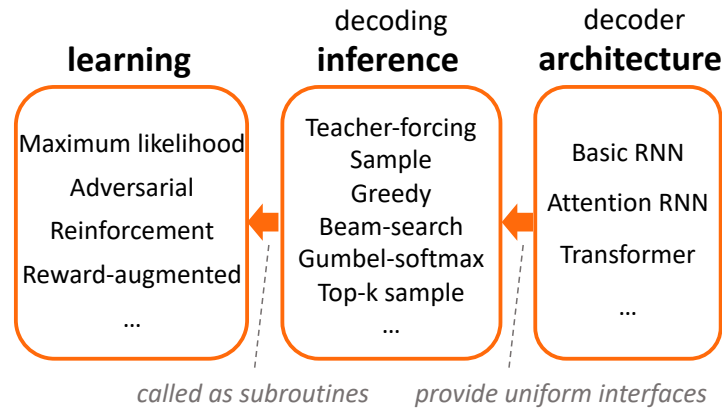 learning
Maximum likelihood
Adversarial
Reinforcement
Reward-augmented
...
decoding
inference
Teacher-forcing
Sample
Greedy
Beam-search
Gumbel-softmax
Top-k sample
...
decoder
architecture
Basic RNN
Attention RNN
Transformer
...
called as subroutines
provide uniform interfaces